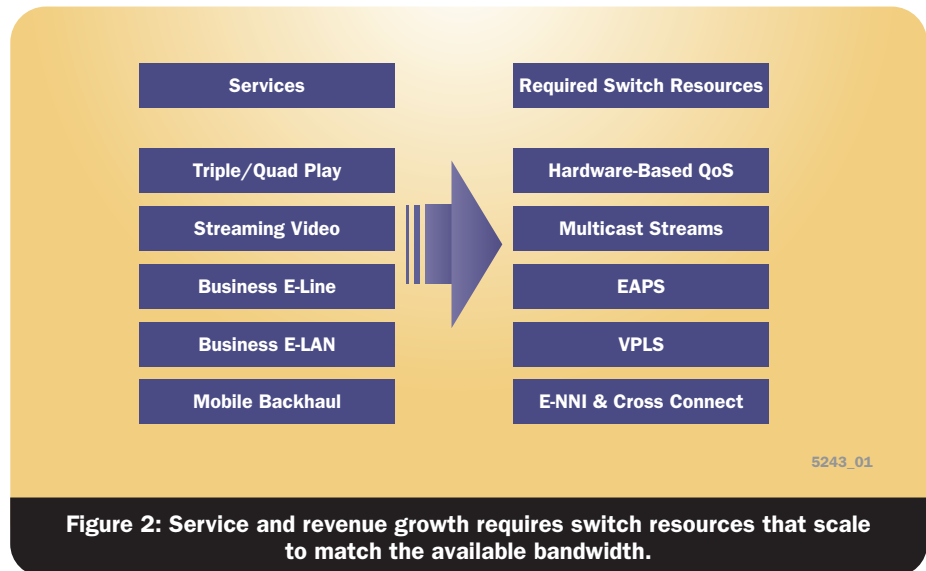 Services
Required Switch Resources
Triple/Quad Play
Hardware-Based QoS
Streaming Video
Multicast Streams
Business E-Line
EAPS
Business E-LAN
VPLS
Mobile Backhaul
E-NNI & Cross Connect
5243_01
Figure 2: Service and revenue growth requires switch resources that scale
to match the available bandwidth.